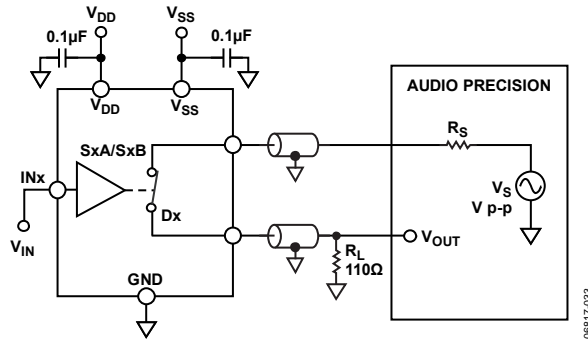 VDD
VSS
0.1µF
0.1µF
VDD
VSS
AUDIO PRECISION
SxA/SxB
RS
INx
VS
V p-p
Dx
VIN
VOUT
RL
110Ω
GND
06817-033